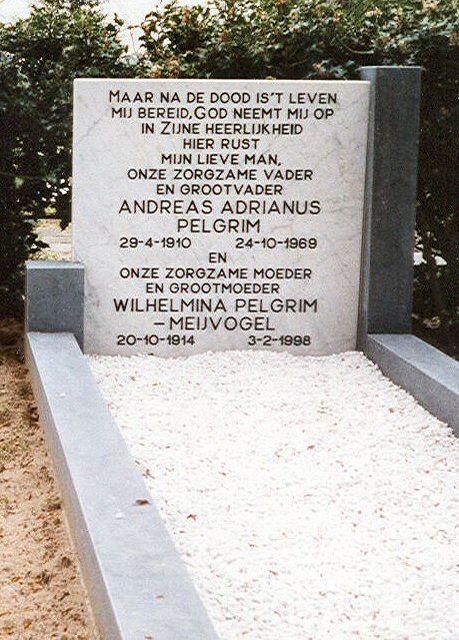 MAAR NA DE DOOD IS'T LEVEN
MIJ BEREID, GOD NEEMT MIJ OP
IN ZIJNE HEERLIJKHEID
HIER RUST
MIJN LIEVE MAN,
ONZE ZORGZAME VADER
EN GROOTVADER
ANDREAS ADRIANUS
PELGRIM
29-4-1910 24-10-1969
EN
ONZE ZORGZAME MOEDER
EN GROOTMOEDER
WILHELMINA PELGRIM
-MEIJVOGEL
20-10-1914 3-2-1998